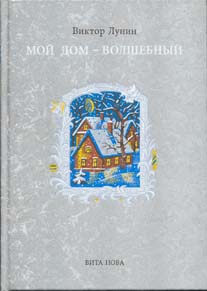 Виктор Лунин
МОЙ ДОМ – ВОЛШЕБНЫЙ
ВИТА НОВА